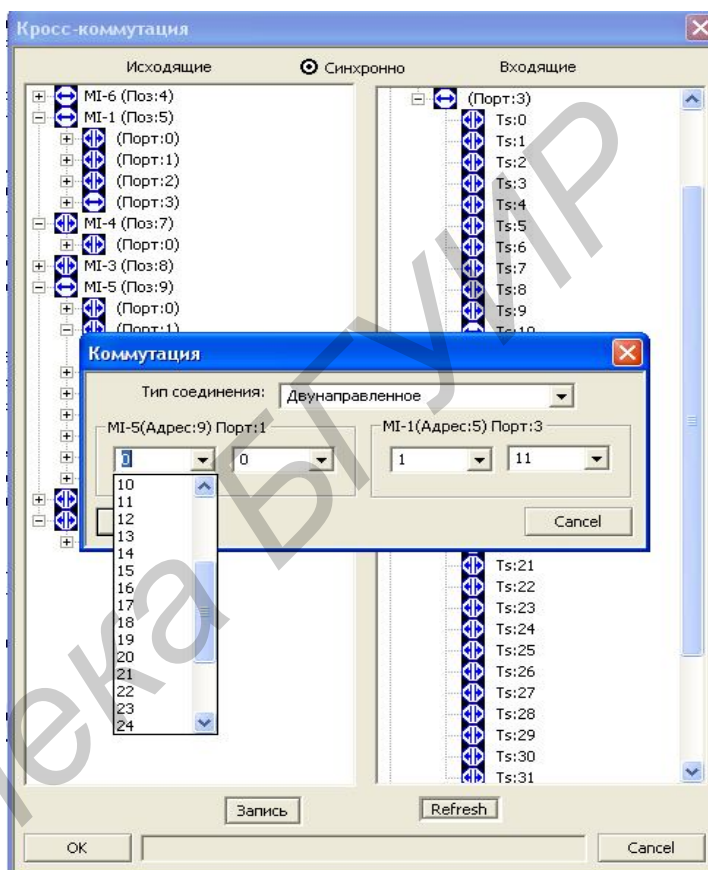 Кросс-коммутация
Исходящие Синхронно Входящие
MI-6 (Поз:4)
MI-1 (Поз:5)
(Порт:0)
(Порт:1)
(Порт:2)
(Порт:3)
MI-4 (Поз:7)
(Порт:0)
MI-3 (Поз:8)
MI-5 (Поз:9)
(Порт:0)
(Порт:1)
(Порт:3)
Ts:0
Ts:1
Ts:2
Ts:3
Ts:4
Ts:5
Ts:6
Ts:7
Ts:8
Ts:9
Ts:10
Коммутация
Тип соединения: Двунаправленное
MI-5(Адрес:9) Порт:1
0 0
10
11
12
13
14
15
16
17
18
19
20
21
22
23
24
MI-1(Адрес:5) Порт:3
1 11
Cancel
Ts:21
Ts:22
Ts:23
Ts:24
Ts:25
Ts:26
Ts:27
Ts:28
Ts:29
Ts:30
Ts:31
Запись Refresh
OK Cancel
ека БГУИР